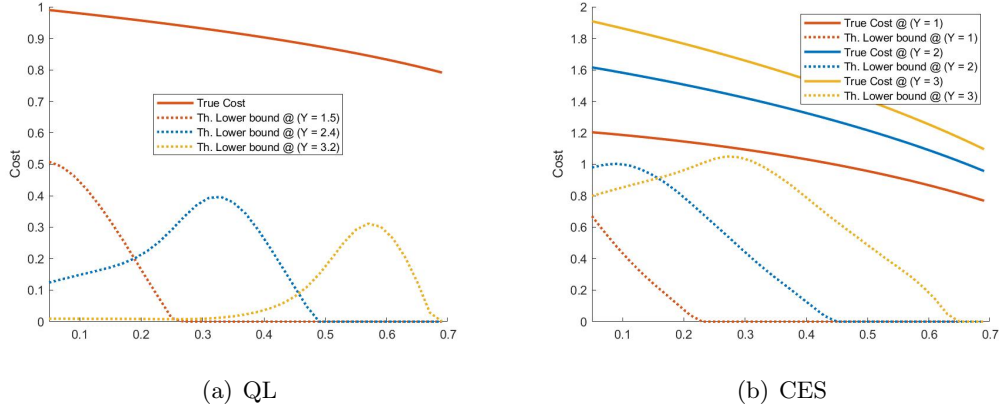 1
0.9
0.8
0.7
0.6
0.5
0.4
0.3
0.2
0.1
0
Cost
True Cost
Th. Lower bound @ (Y = 1.5)
Th. Lower bound @ (Y = 2.4)
Th. Lower bound @ (Y = 3.2)
0.1 0.2 0.3 0.4 0.5 0.6 0.7
(a) QL
2
1.8
1.6
1.4
1.2
1
0.8
0.6
0.4
0.2
0
Cost
True Cost @ (Y = 1)
Th. Lower bound @ (Y = 1)
True Cost @ (Y = 2)
Th. Lower bound @ (Y = 2)
True Cost @ (Y = 3)
Th. Lower bound @ (Y = 3)
0.1 0.2 0.3 0.4 0.5 0.6 0.7
(b) CES